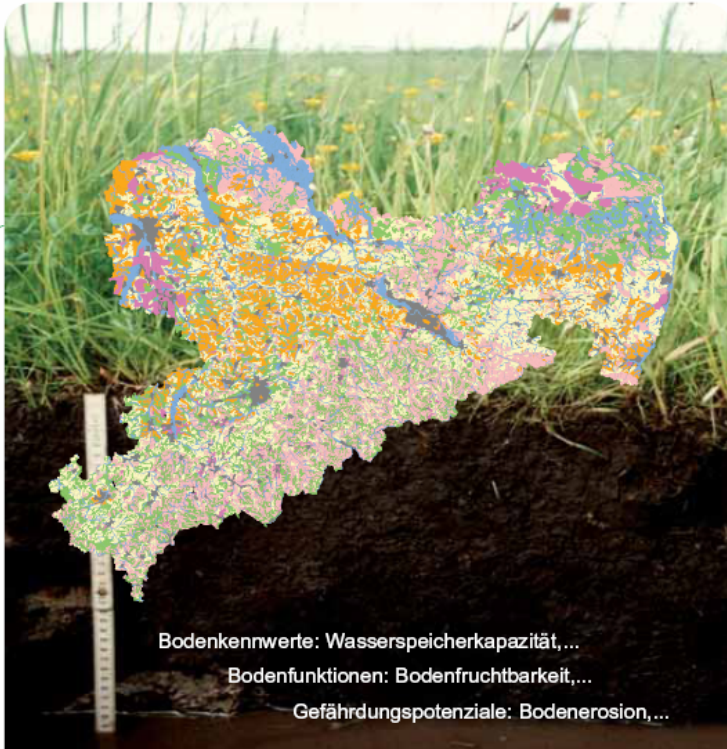 Bodenkennwerte: Wasserspeicherkapazität,...
Bodenfunktionen: Bodenfruchtbarkeit,...
Gefährdungspotenziale: Bodenerosion,...